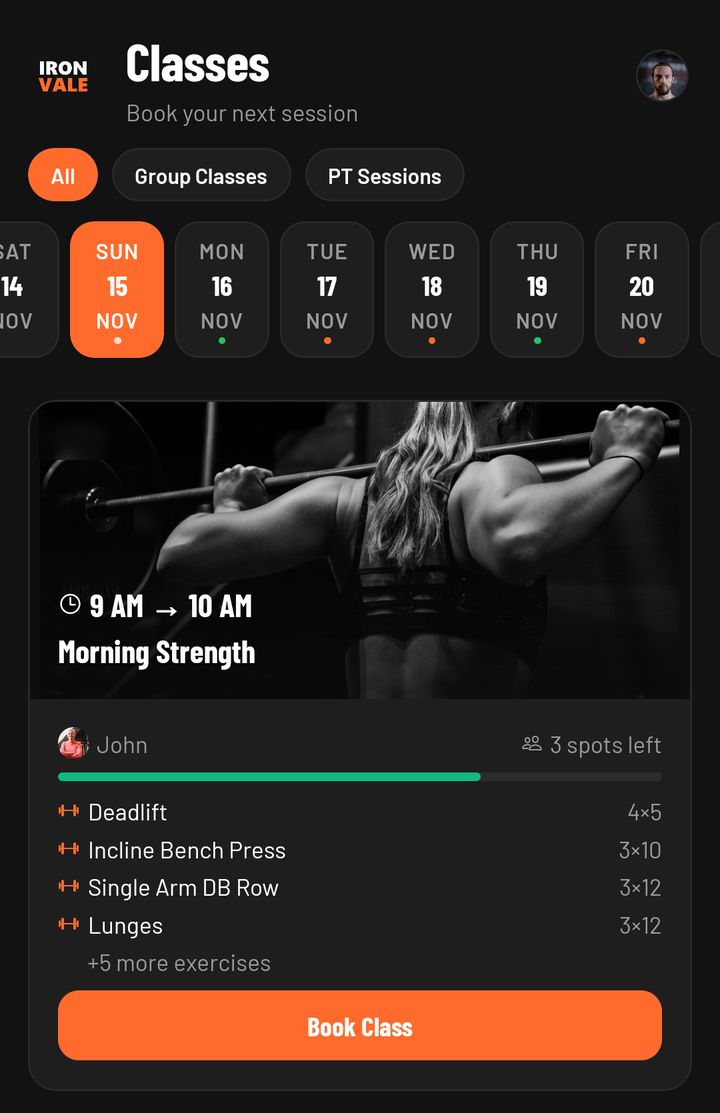 IRON
VALE
Classes
Book your next session
All Group Classes PT Sessions
SAT SUN MON TUE WED THU FRI
14 15 16 17 18 19 20
NOV NOV NOV NOV NOV NOV NOV
9 AM → 10 AM
Morning Strength
John 3 spots left
Deadlift 4×5
Incline Bench Press 3×10
Single Arm DB Row 3×12
Lunges 3×12
+5 more exercises
Book Class